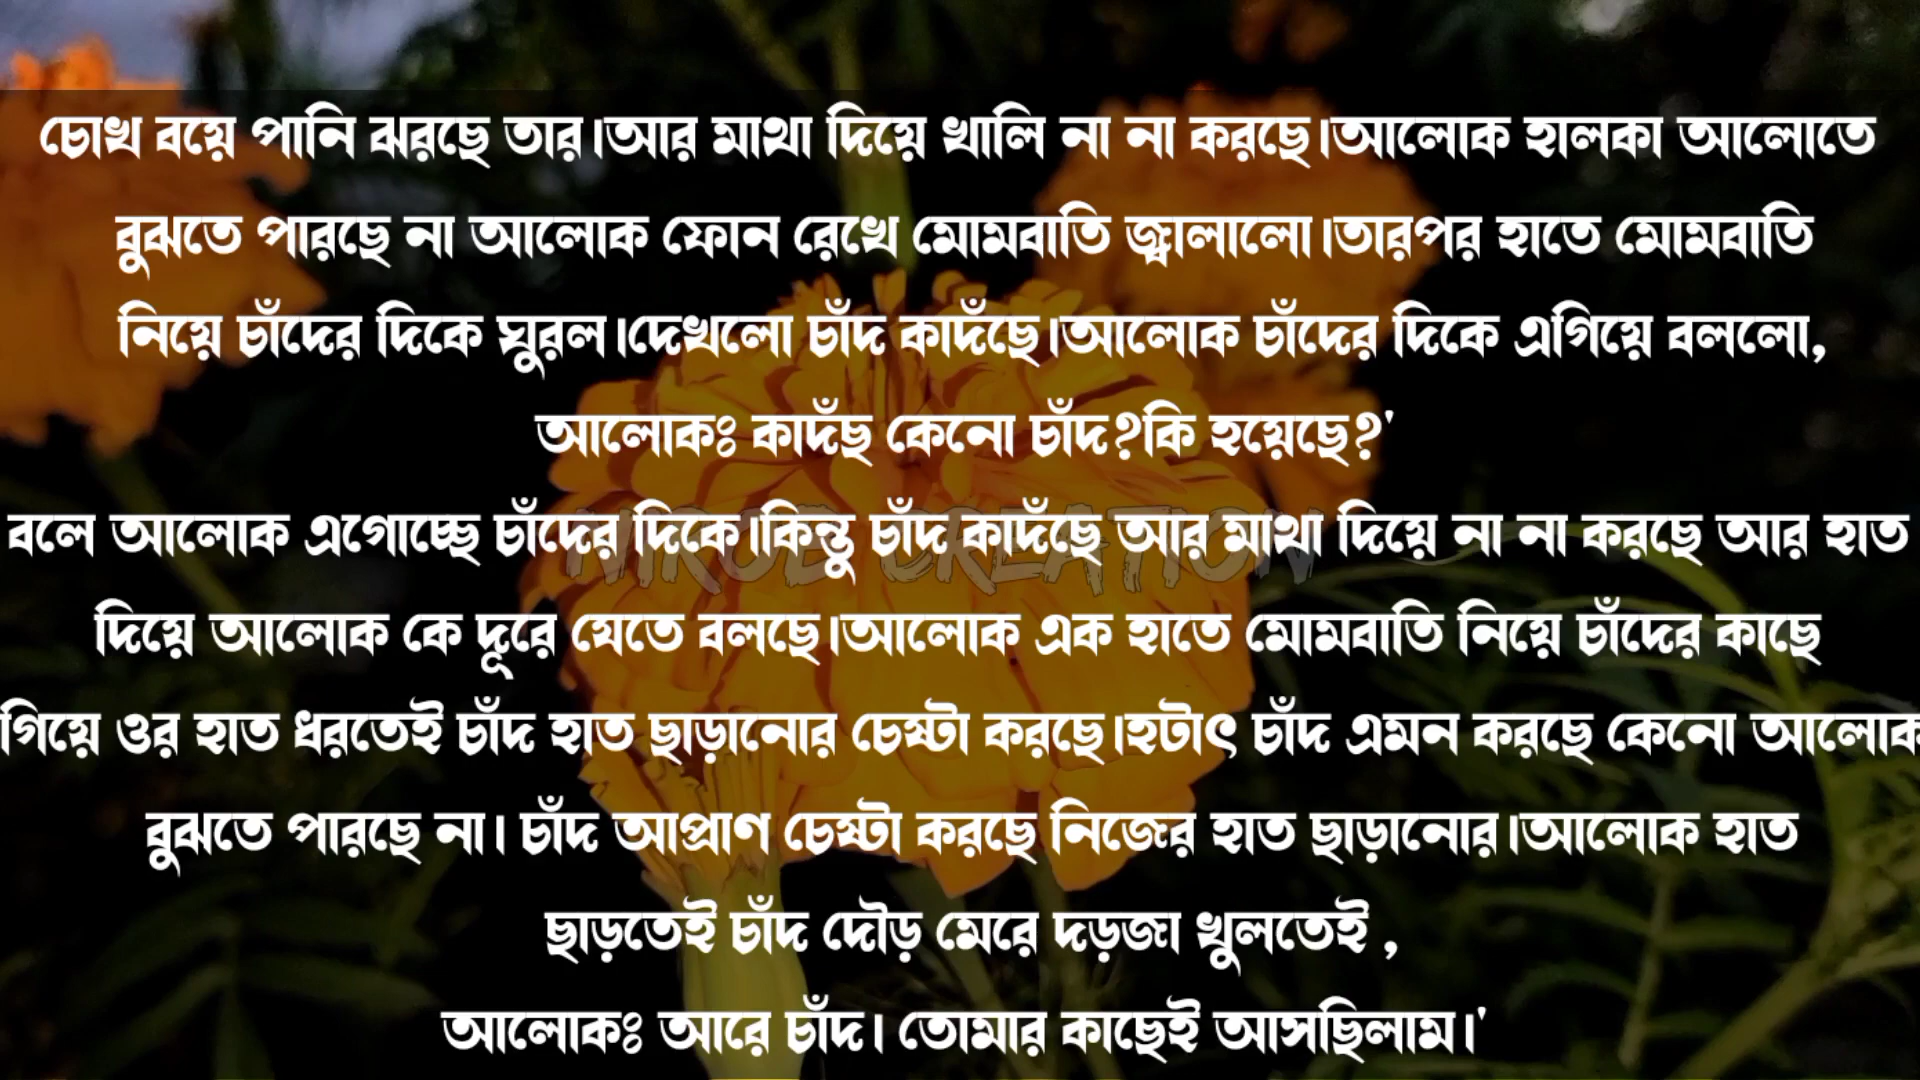 চোখ বয়ে পানি ঝরছে তার।আর মাথা দিয়ে খালি না না করছে।আলোক হালকা আলোতে
বুঝতে পারছে না আলোক ফোন রেখে মোমবাতি জ্বালালো।তারপর হাতে মোমবাতি
নিয়ে চাঁদের দিকে ঘুরল।দেখলো চাঁদ কাদঁছে।আলোক চাঁদের দিকে এগিয়ে বললো,
আলোকঃ কাদঁছ কেনো চাঁদ?কি হয়েছে?'
বলে আলোক এগোচ্ছে চাঁদের দিকে।কিন্তু চাঁদ কাদঁছে আর মাথা দিয়ে না না করছে আর হাত
NIROB CREATION
দিয়ে আলোক কে দূরে যেতে বলছে।আলোক এক হাতে মোমবাতি নিয়ে চাঁদের কাছে
গিয়ে ওর হাত ধরতেই চাঁদ হাত ছাড়ানোর চেষ্টা করছে।হটাৎ চাঁদ এমন করছে কেনো আলোক
বুঝতে পারছে না। চাঁদ আপ্রাণ চেষ্টা করছে নিজের হাত ছাড়ানোর।আলোক হাত
ছাড়তেই চাঁদ দৌড় মেরে দড়জা খুলতেই ,
আলোকঃ আরে চাঁদ। তোমার কাছেই আসছিলাম।'